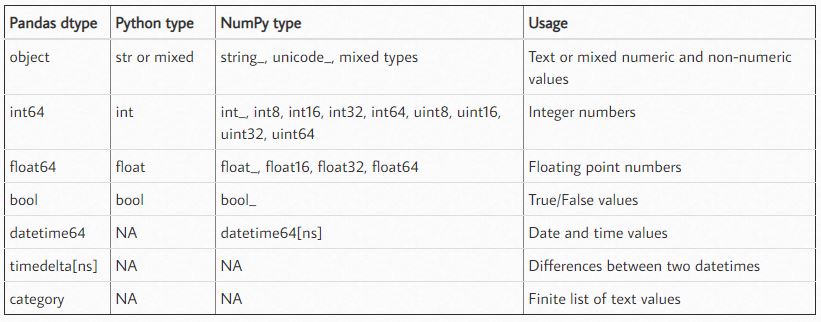 Pandas dtype Python type NumPy type Usage
object str or mixed string_, unicode_, mixed types Text or mixed numeric and non-numeric
values
int64 int int_, int8, int16, int32, int64, uint8, uint16, Integer numbers
uint32, uint64
float64 float float_, float16, float32, float64 Floating point numbers
bool bool bool_ True/False values
datetime64 NA datetime64[ns] Date and time values
timedelta[ns] NA NA Differences between two datetimes
category NA NA Finite list of text values